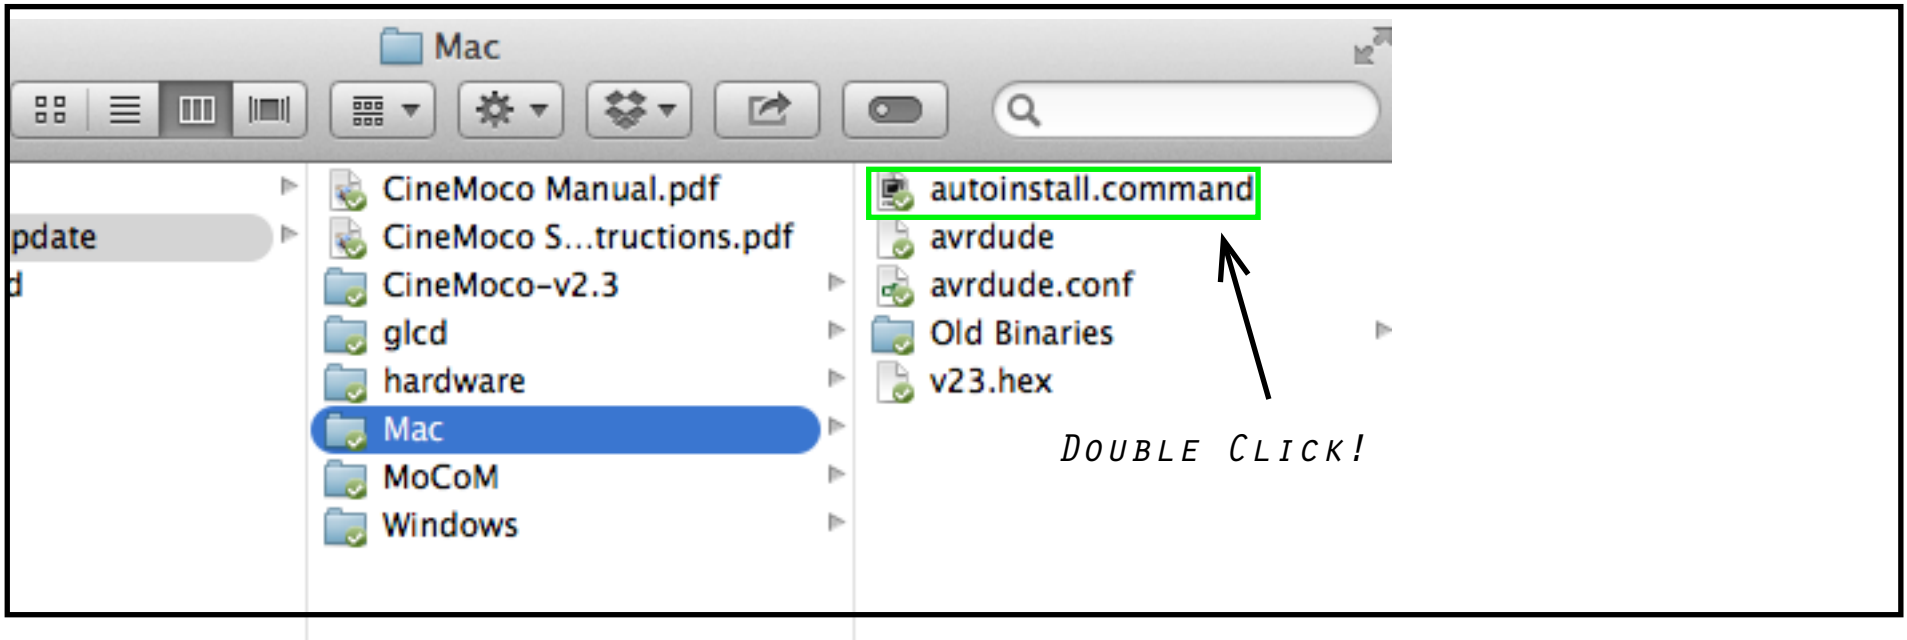 Mac
pdate
d
CineMoco Manual.pdf
CineMoco S...tructions.pdf
CineMoco-v2.3
glcd
hardware
Mac
MoCoM
Windows
autoinstall.command
avrdude
avrdude.conf
Old Binaries
v23.hex
DOUBLE CLICK!